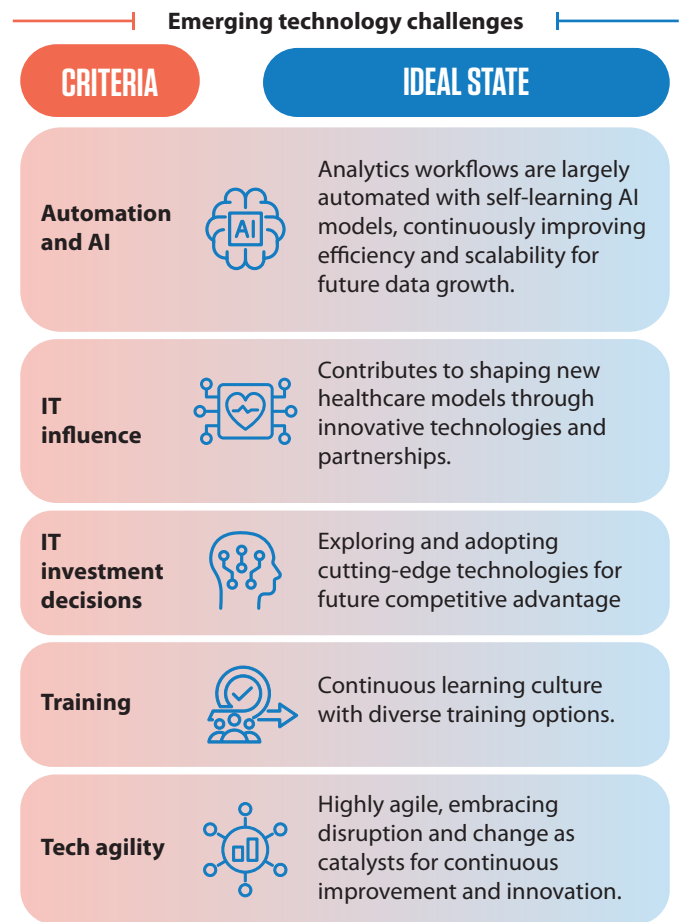 Emerging technology challenges
CRITERIA
IDEAL STATE
Automation
and AI
AI
Analytics workflows are largely
automated with self-learning AI
models, continuously improving
efficiency and scalability for
future data growth.
IT
influence
Contributes to shaping new
healthcare models through
innovative technologies and
partnerships.
IT
investment
decisions
Exploring and adopting
cutting-edge technologies for
future competitive advantage
Training
Continuous learning culture
with diverse training options.
Tech agility
Highly agile, embracing
disruption and change as
catalysts for continuous
improvement and innovation.